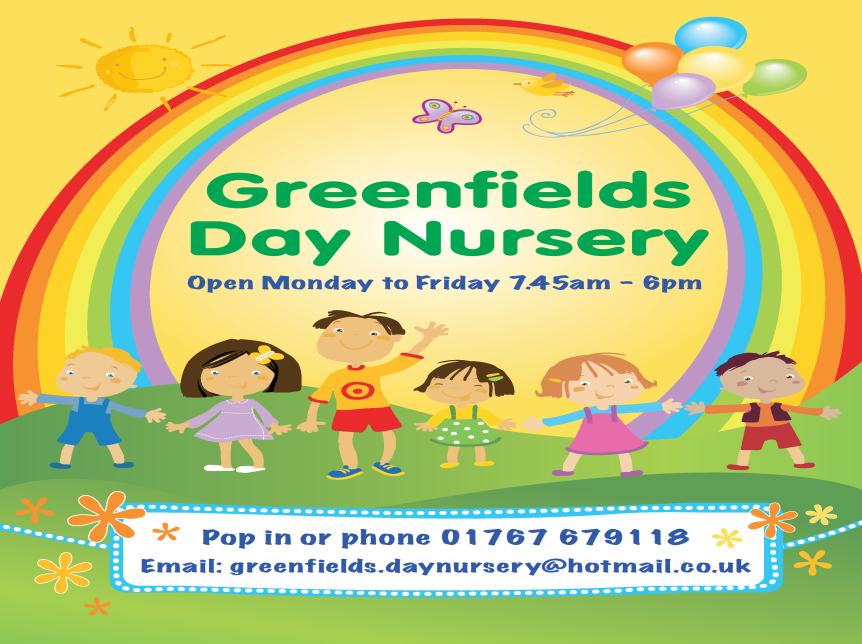 Greenfields
Day Nursery
Open Monday to Friday 7.45am - 6pm
Pop in or phone 01767 679118
Email: greenfields.daynursery@hotmail.co.uk